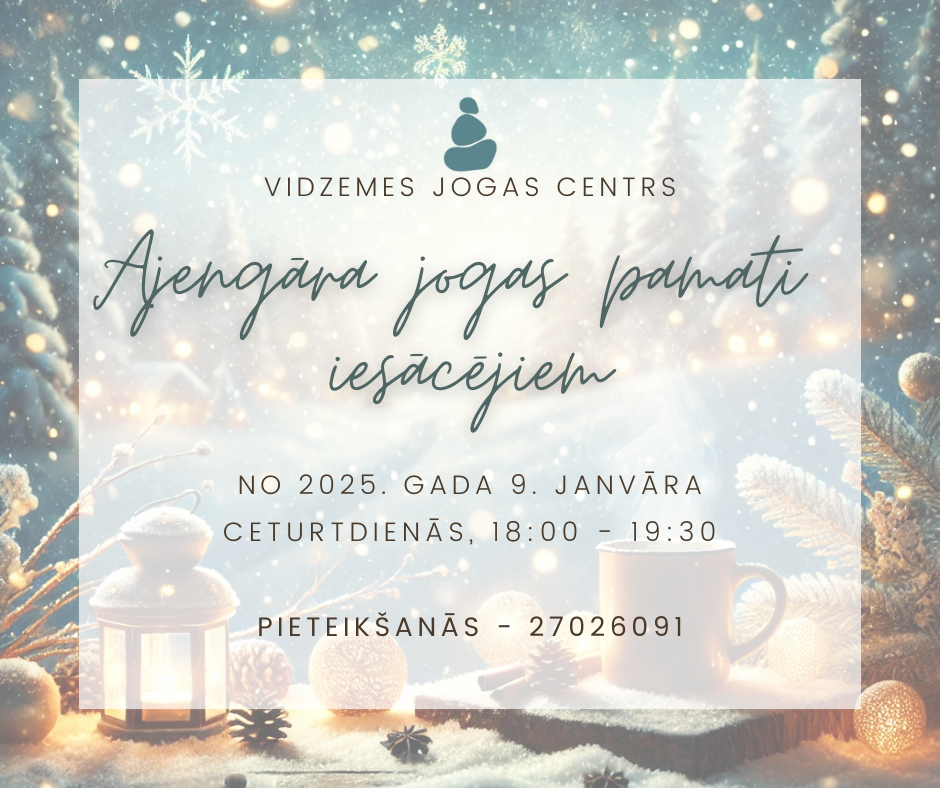 VIDZEMES JOGAS CENTRS
Ajengāra jogas pamati
iesācējiem
NO 2025. GADA 9. JANVĀRA
CETURTDIENĀS, 18:00 - 19:30
PIETEIKŠANĀS - 27026091